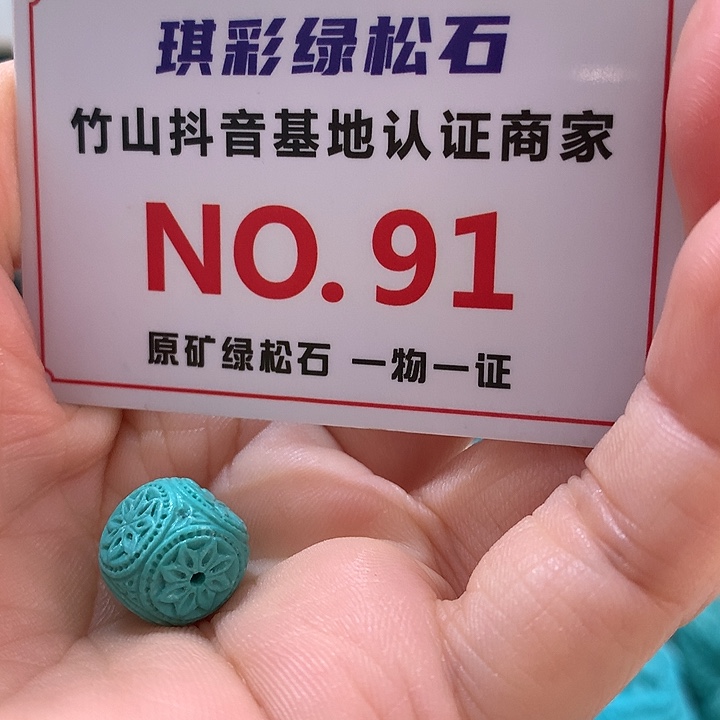 琪彩绿松石
竹山抖音基地认证商家
NO.91
原矿绿松石 一物一证